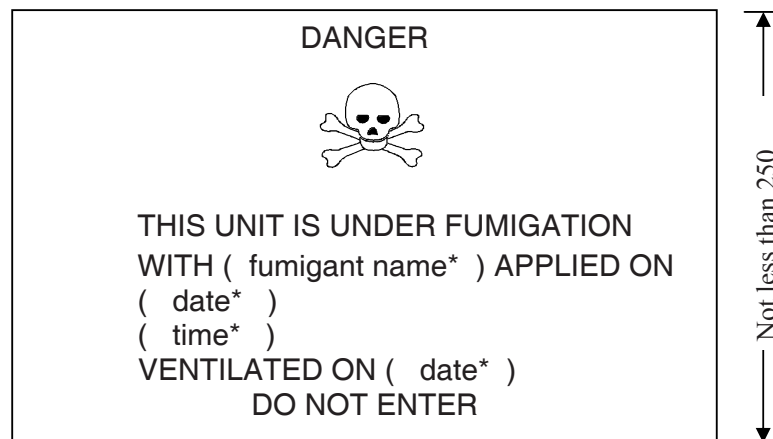 DANGER
THIS UNIT IS UNDER FUMIGATION
WITH ( fumigant name* ) APPLIED ON
( date* )
( time* )
VENTILATED ON ( date* )
DO NOT ENTER
Not less than 250